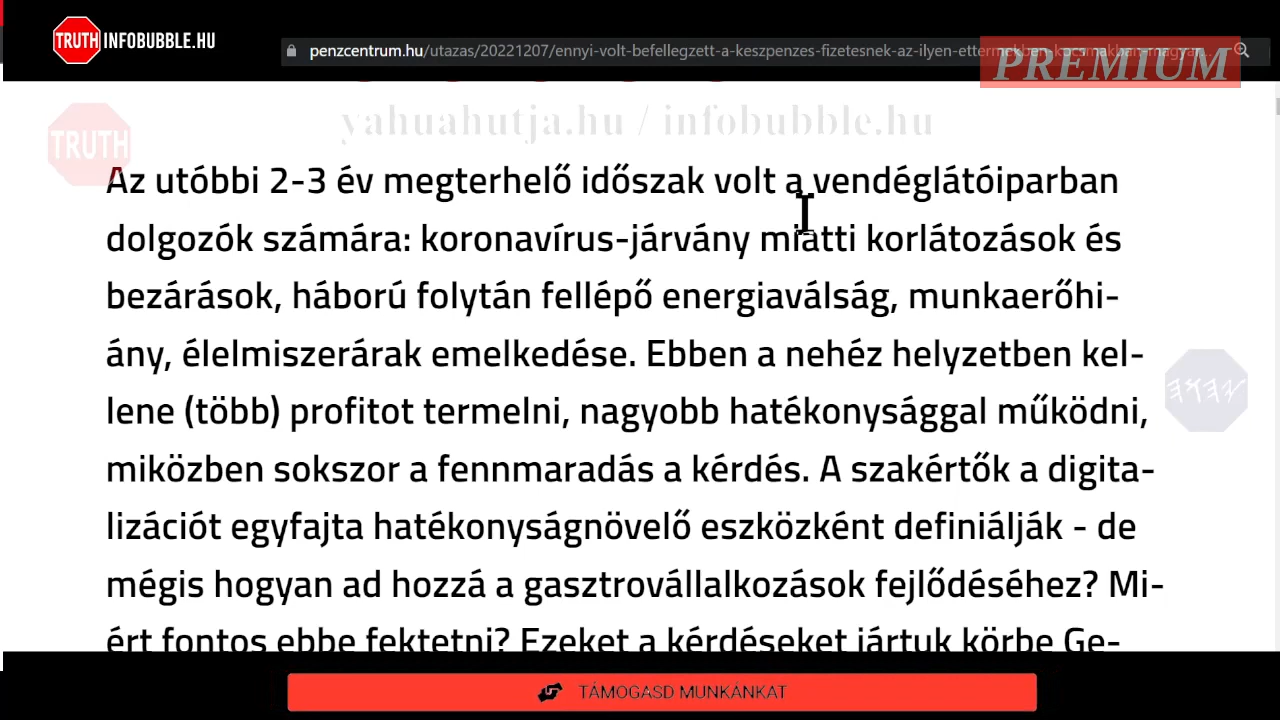 TRUTH INFOBUBBLE.HU
penzcentrum.hu/utazas/20221207/ennyi-volt-befellegzett-a-keszpenzes-fizetesnek-az-ilyen-ettermekben-kocsmakban-magyar...
PREMIUM
yahuahutja.hu / infobubble.hu
TRUTH
Az utóbbi 2-3 év megterhelő időszak volt a vendéglátóiparban
dolgozók számára: koronavírus-járvány miatti korlátozások és
bezárások, háború folytán fellépő energiaválság, munkaerőhi-
ány, élelmiszerárak emelkedése. Ebben a nehéz helyzetben kel-
lene (több) profitot termelni, nagyobb hatékonysággal működni,
miközben sokszor a fennmaradás a kérdés. A szakértők a digita-
lizációt egyfajta hatékonyságnövelő eszközként definiálják - de
mégis hogyan ad hozzá a gasztrovállalkozások fejlődéséhez? Mi-
ért fontos ebbe fektetni? Ezeket a kérdéseket jártuk körbe Ge-
TÁMOGASD MUNKÁNKAT